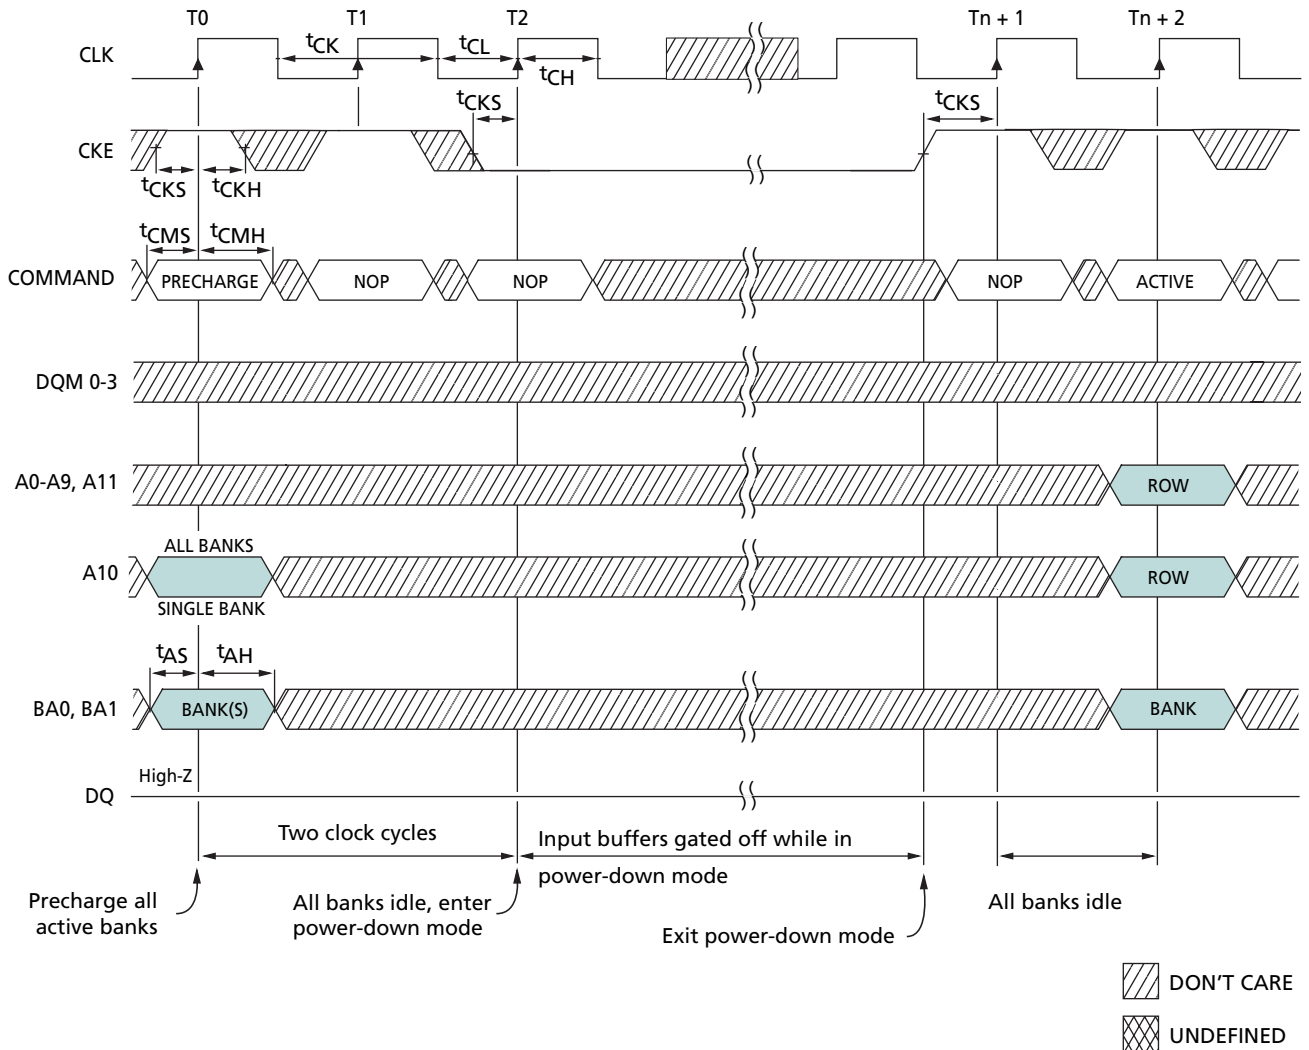 T0 T1 T2 Tn + 1 Tn + 2
CLK
tCK tCL
tCH
tCKS tCKS
CKE
tCKS tCKH
tCMS tCMH
COMMAND PRECHARGE NOP NOP NOP ACTIVE
DQM 0-3
A0-A9, A11 ROW
ALL BANKS
A10 ROW
SINGLE BANK
tAS tAH
BA0, BA1 BANK(S) BANK
High-Z
DQ
Two clock cycles
Input buffers gated off while in
power-down mode
Precharge all
active banks
All banks idle, enter
power-down mode
Exit power-down mode
All banks idle
DON'T CARE
UNDEFINED